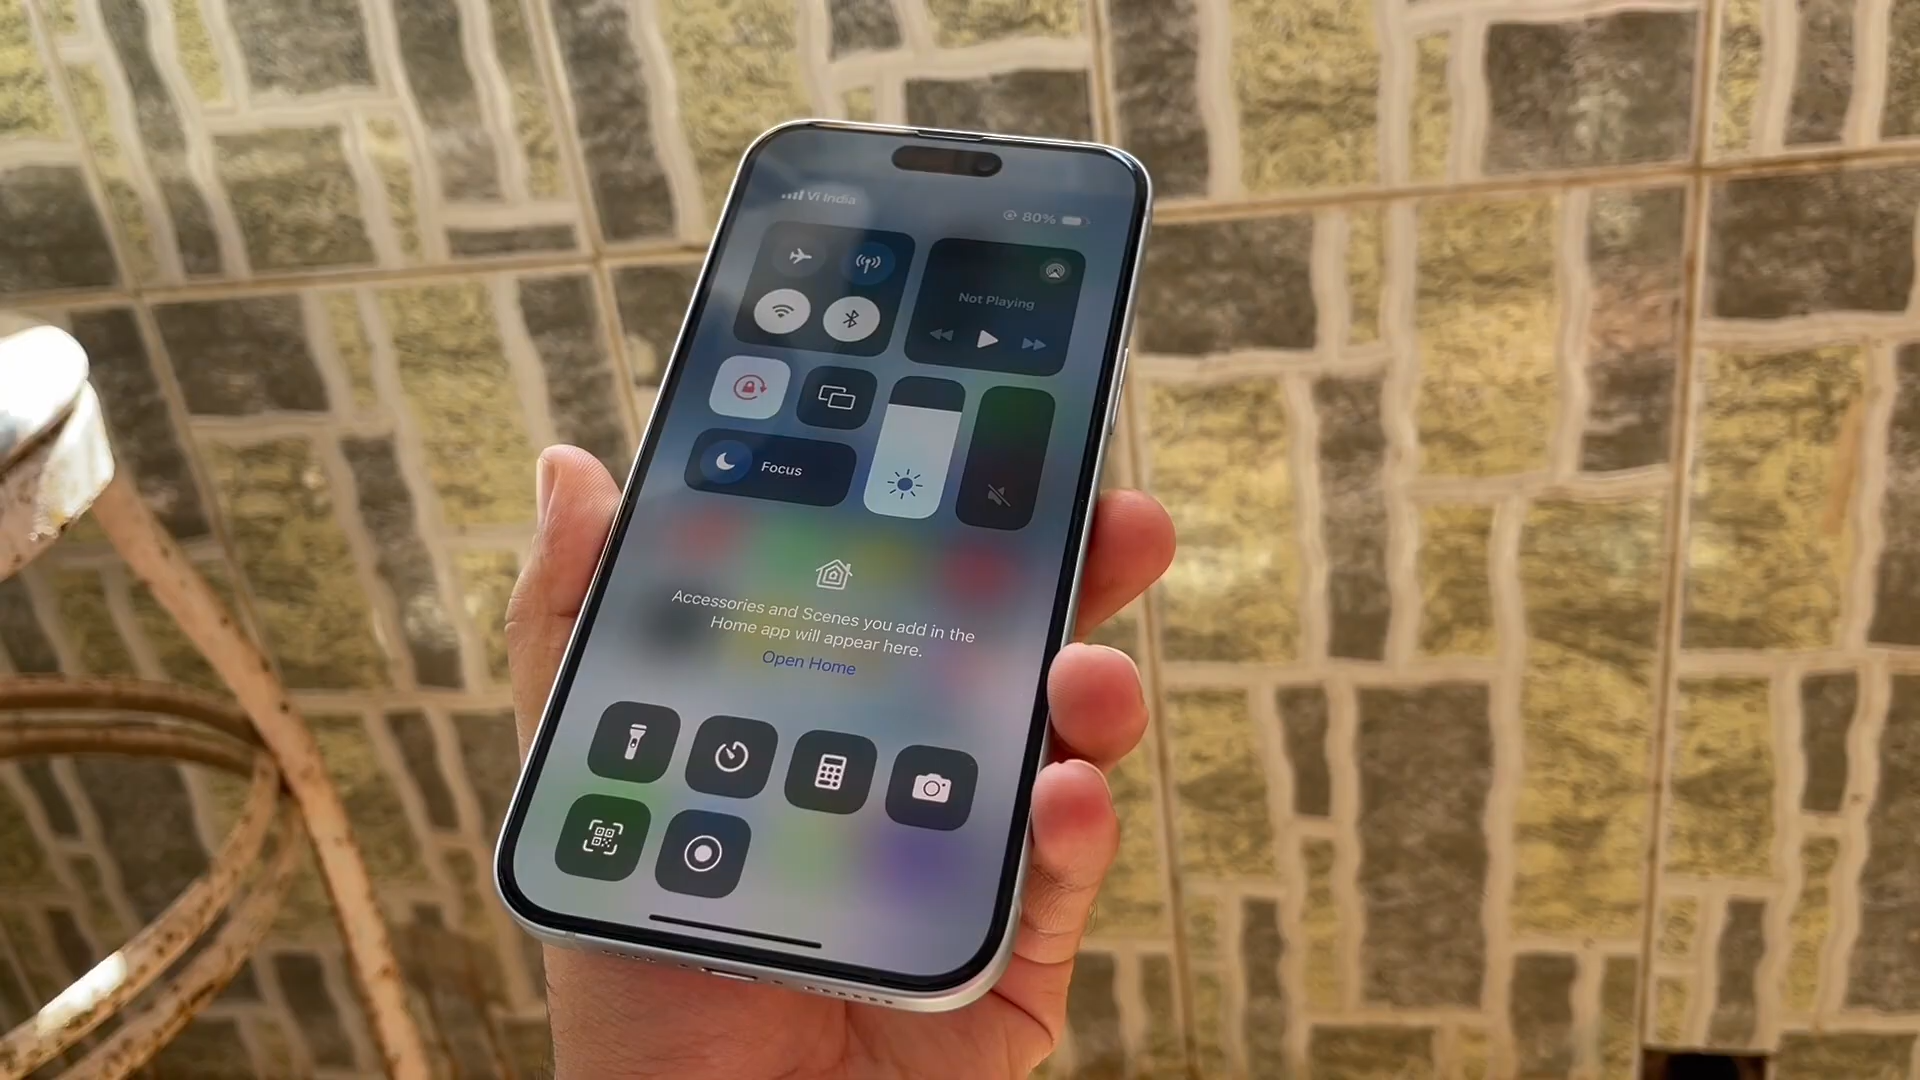 Vi India
80%
Not Playing
Focus
Accessories and Scenes you add in the
Home app will appear here.
Open Home